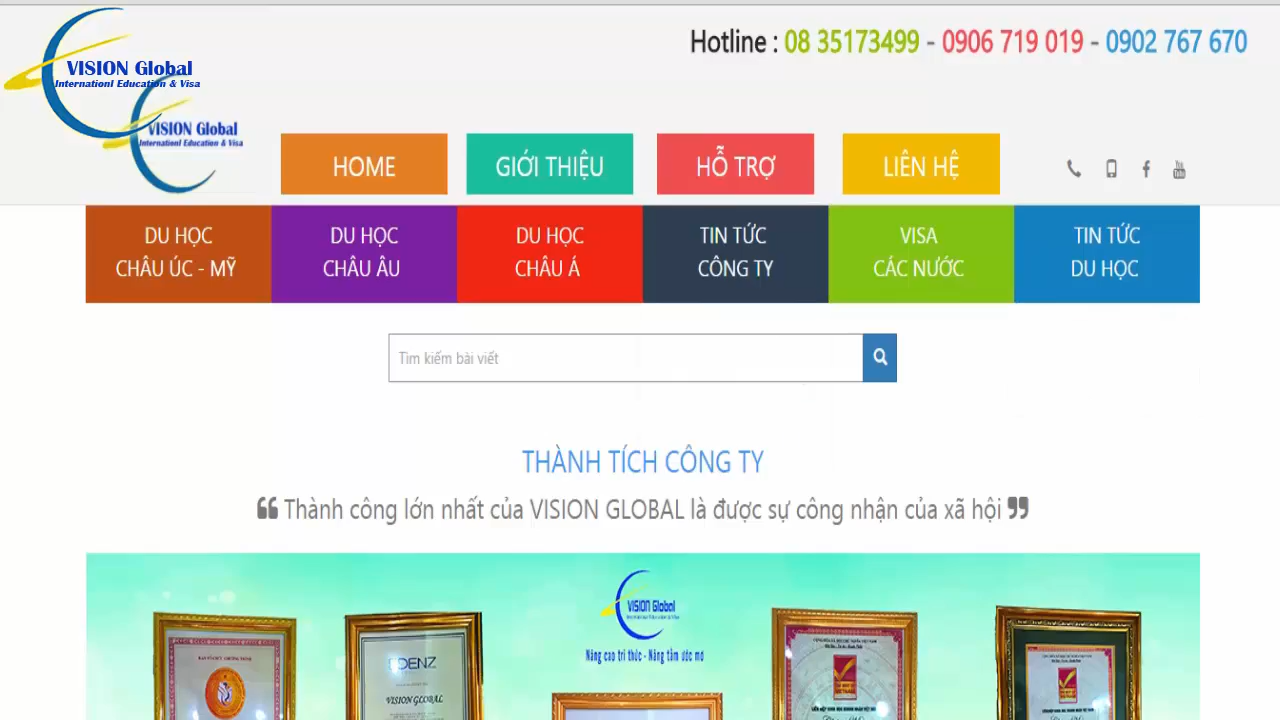 VISION Global
Internationl Education & Visa
VISION Global
Internationl Education & Visa
Hotline : 08 35173499 - 0906 719 019 - 0902 767 670
HOME
GIỚI THIỆU
HỖ TRỢ
LIÊN HỆ
DU HỌC
CHÂU ÚC - MỸ
DU HỌC
CHÂU ÂU
DU HỌC
CHÂU Á
TIN TỨC
CÔNG TY
VISA
CÁC NƯỚC
TIN TỨC
DU HỌC
Tìm kiếm bài viết
THÀNH TÍCH CÔNG TY
“ Thành công lớn nhất của VISION GLOBAL là được sự công nhận của xã hội ”
VISION Global
Nâng cao tri thức - Nâng tầm ước mơ
VISION GLOBAL